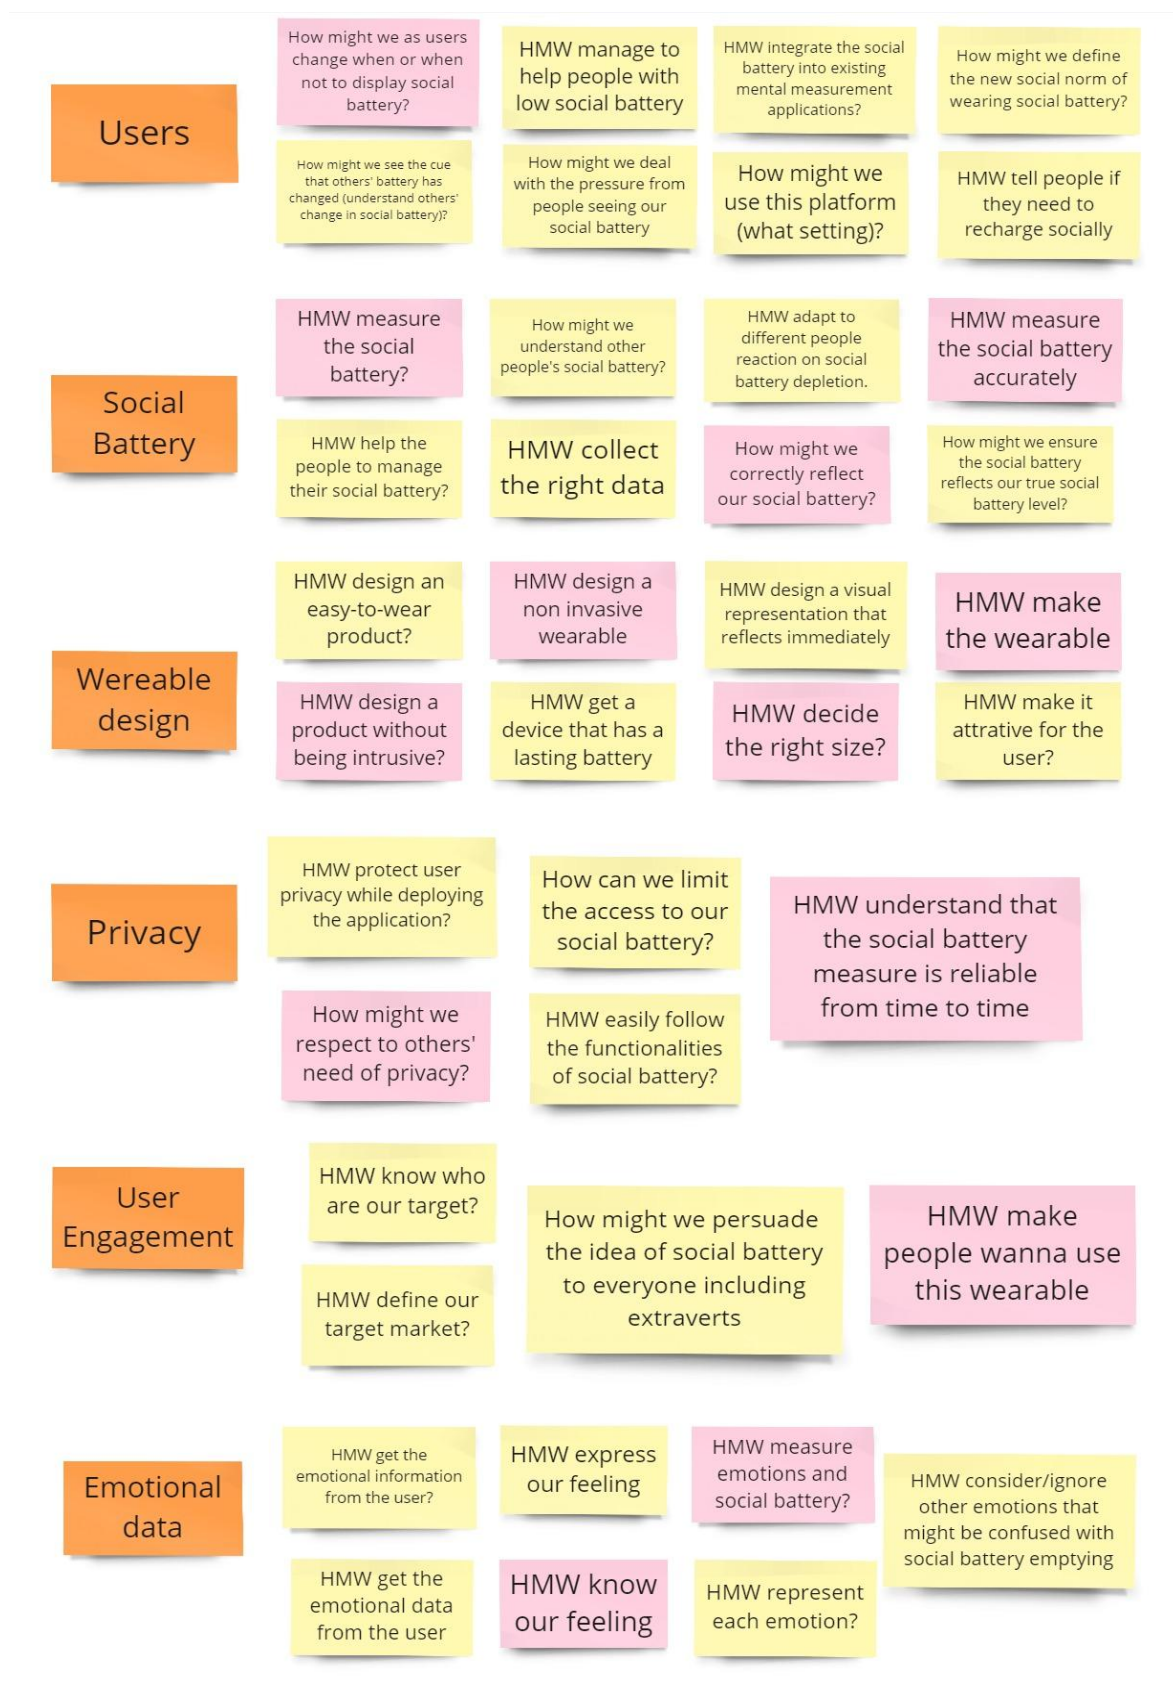 Users
How might we as users
change when or when
not to display social
battery?
HMW manage to
help people with
low social battery
HMW integrate the social
battery into existing
mental measurement
applications?
How might we define
the new social norm of
wearing social battery?
How might we see the cue
that others' battery has
changed (understand others'
change in social battery)?
How might we deal
with the pressure from
people seeing our
social battery
How might we
use this platform
(what setting)?
HMW tell people if
they need to
recharge socially
Social
Battery
HMW measure
the social
battery?
How might we
understand other
people's social battery?
HMW adapt to
different people
reaction on social
battery depletion.
HMW measure
the social battery
accurately
HMW help the
people to manage
their social battery?
HMW collect
the right data
How might we
correctly reflect
our social battery?
How might we ensure
the social battery
reflects our true social
battery level?
Wereable
design
HMW design an
easy-to-wear
product?
HMW design a
non invasive
wearable
HMW design a visual
representation that
reflects immediately
HMW make
the wearable
HMW design a
product without
being intrusive?
HMW get a
device that has a
lasting battery
HMW decide
the right size?
HMW make it
attrative for the
user?
Privacy
HMW protect user
privacy while deploying
the application?
How can we limit
the access to our
social battery?
HMW understand that
the social battery
measure is reliable
from time to time
How might we
respect to others'
need of privacy?
HMW easily follow
the functionalities
of social battery?
User
Engagement
HMW know who
are our target?
How might we persuade
the idea of social battery
to everyone including
extraverts
HMW make
people wanna use
this wearable
HMW define our
target market?
Emotional
data
HMW get the
emotional information
from the user?
HMW express
our feeling
HMW measure
emotions and
social battery?
HMW consider/ignore
other emotions that
might be confused with
social battery emptying
HMW get the
emotional data
from the user
HMW know
our feeling
HMW represent
each emotion?